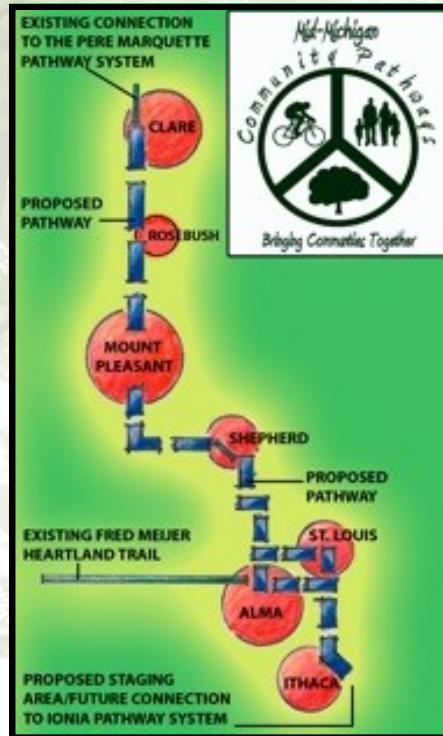 EXISTING CONNECTION
TO THE PERE MARQUETTE
PATHWAY SYSTEM
Mid-Michigan
Community Pathways
Bringing Communities Together
CLARE
PROPOSED
PATHWAY
ROSEBUSH
MOUNT
PLEASANT
SHEPHERD
PROPOSED
PATHWAY
ST. LOUIS
EXISTING FRED MEIJER
HEARTLAND TRAIL
ALMA
ITHACA
PROPOSED STAGING
AREA/FUTURE CONNECTION
TO IONIA PATHWAY SYSTEM